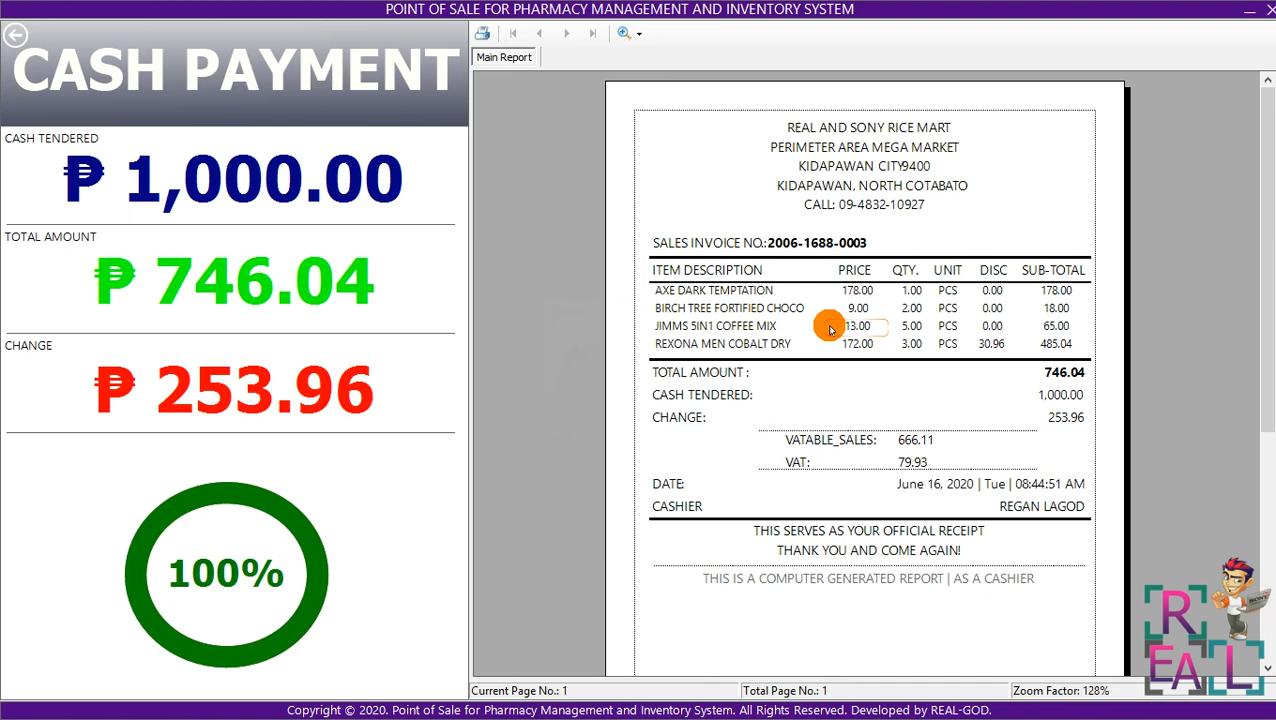 POINT OF SALE FOR PHARMACY MANAGEMENT AND INVENTORY SYSTEM
CASH PAYMENT
CASH TENDERED
₱ 1,000.00
TOTAL AMOUNT
₱ 746.04
CHANGE
₱ 253.96
100%
Main Report
REAL AND SONY RICE MART
PERIMETER AREA MEGA MARKET
KIDAPAWAN CITY9400
KIDAPAWAN, NORTH COTABATO
CALL: 09-4832-10927
SALES INVOICE NO.:2006-1688-0003
ITEM DESCRIPTION PRICE QTY. UNIT DISC SUB-TOTAL
AXE DARK TEMPTATION 178.00 1.00 PCS 0.00 178.00
BIRCH TREE FORTIFIED CHOCO 9.00 2.00 PCS 0.00 18.00
JIMMS 5IN1 COFFEE MIX 13.00 5.00 PCS 0.00 65.00
REXONA MEN COBALT DRY 172.00 3.00 PCS 30.96 485.04
TOTAL AMOUNT : 746.04
CASH TENDERED: 1,000.00
CHANGE: 253.96
VATABLE_SALES: 666.11
VAT: 79.93
DATE: June 16, 2020 | Tue | 08:44:51 AM
CASHIER REGAN LAGOD
THIS SERVES AS YOUR OFFICIAL RECEIPT
THANK YOU AND COME AGAIN!
THIS IS A COMPUTER GENERATED REPORT | AS A CASHIER
R
EAL
Current Page No.: 1 Total Page No.: 1 Zoom Factor: 128%
Copyright © 2020. Point of Sale for Pharmacy Management and Inventory System. All Rights Reserved. Developed by REAL-GOD.